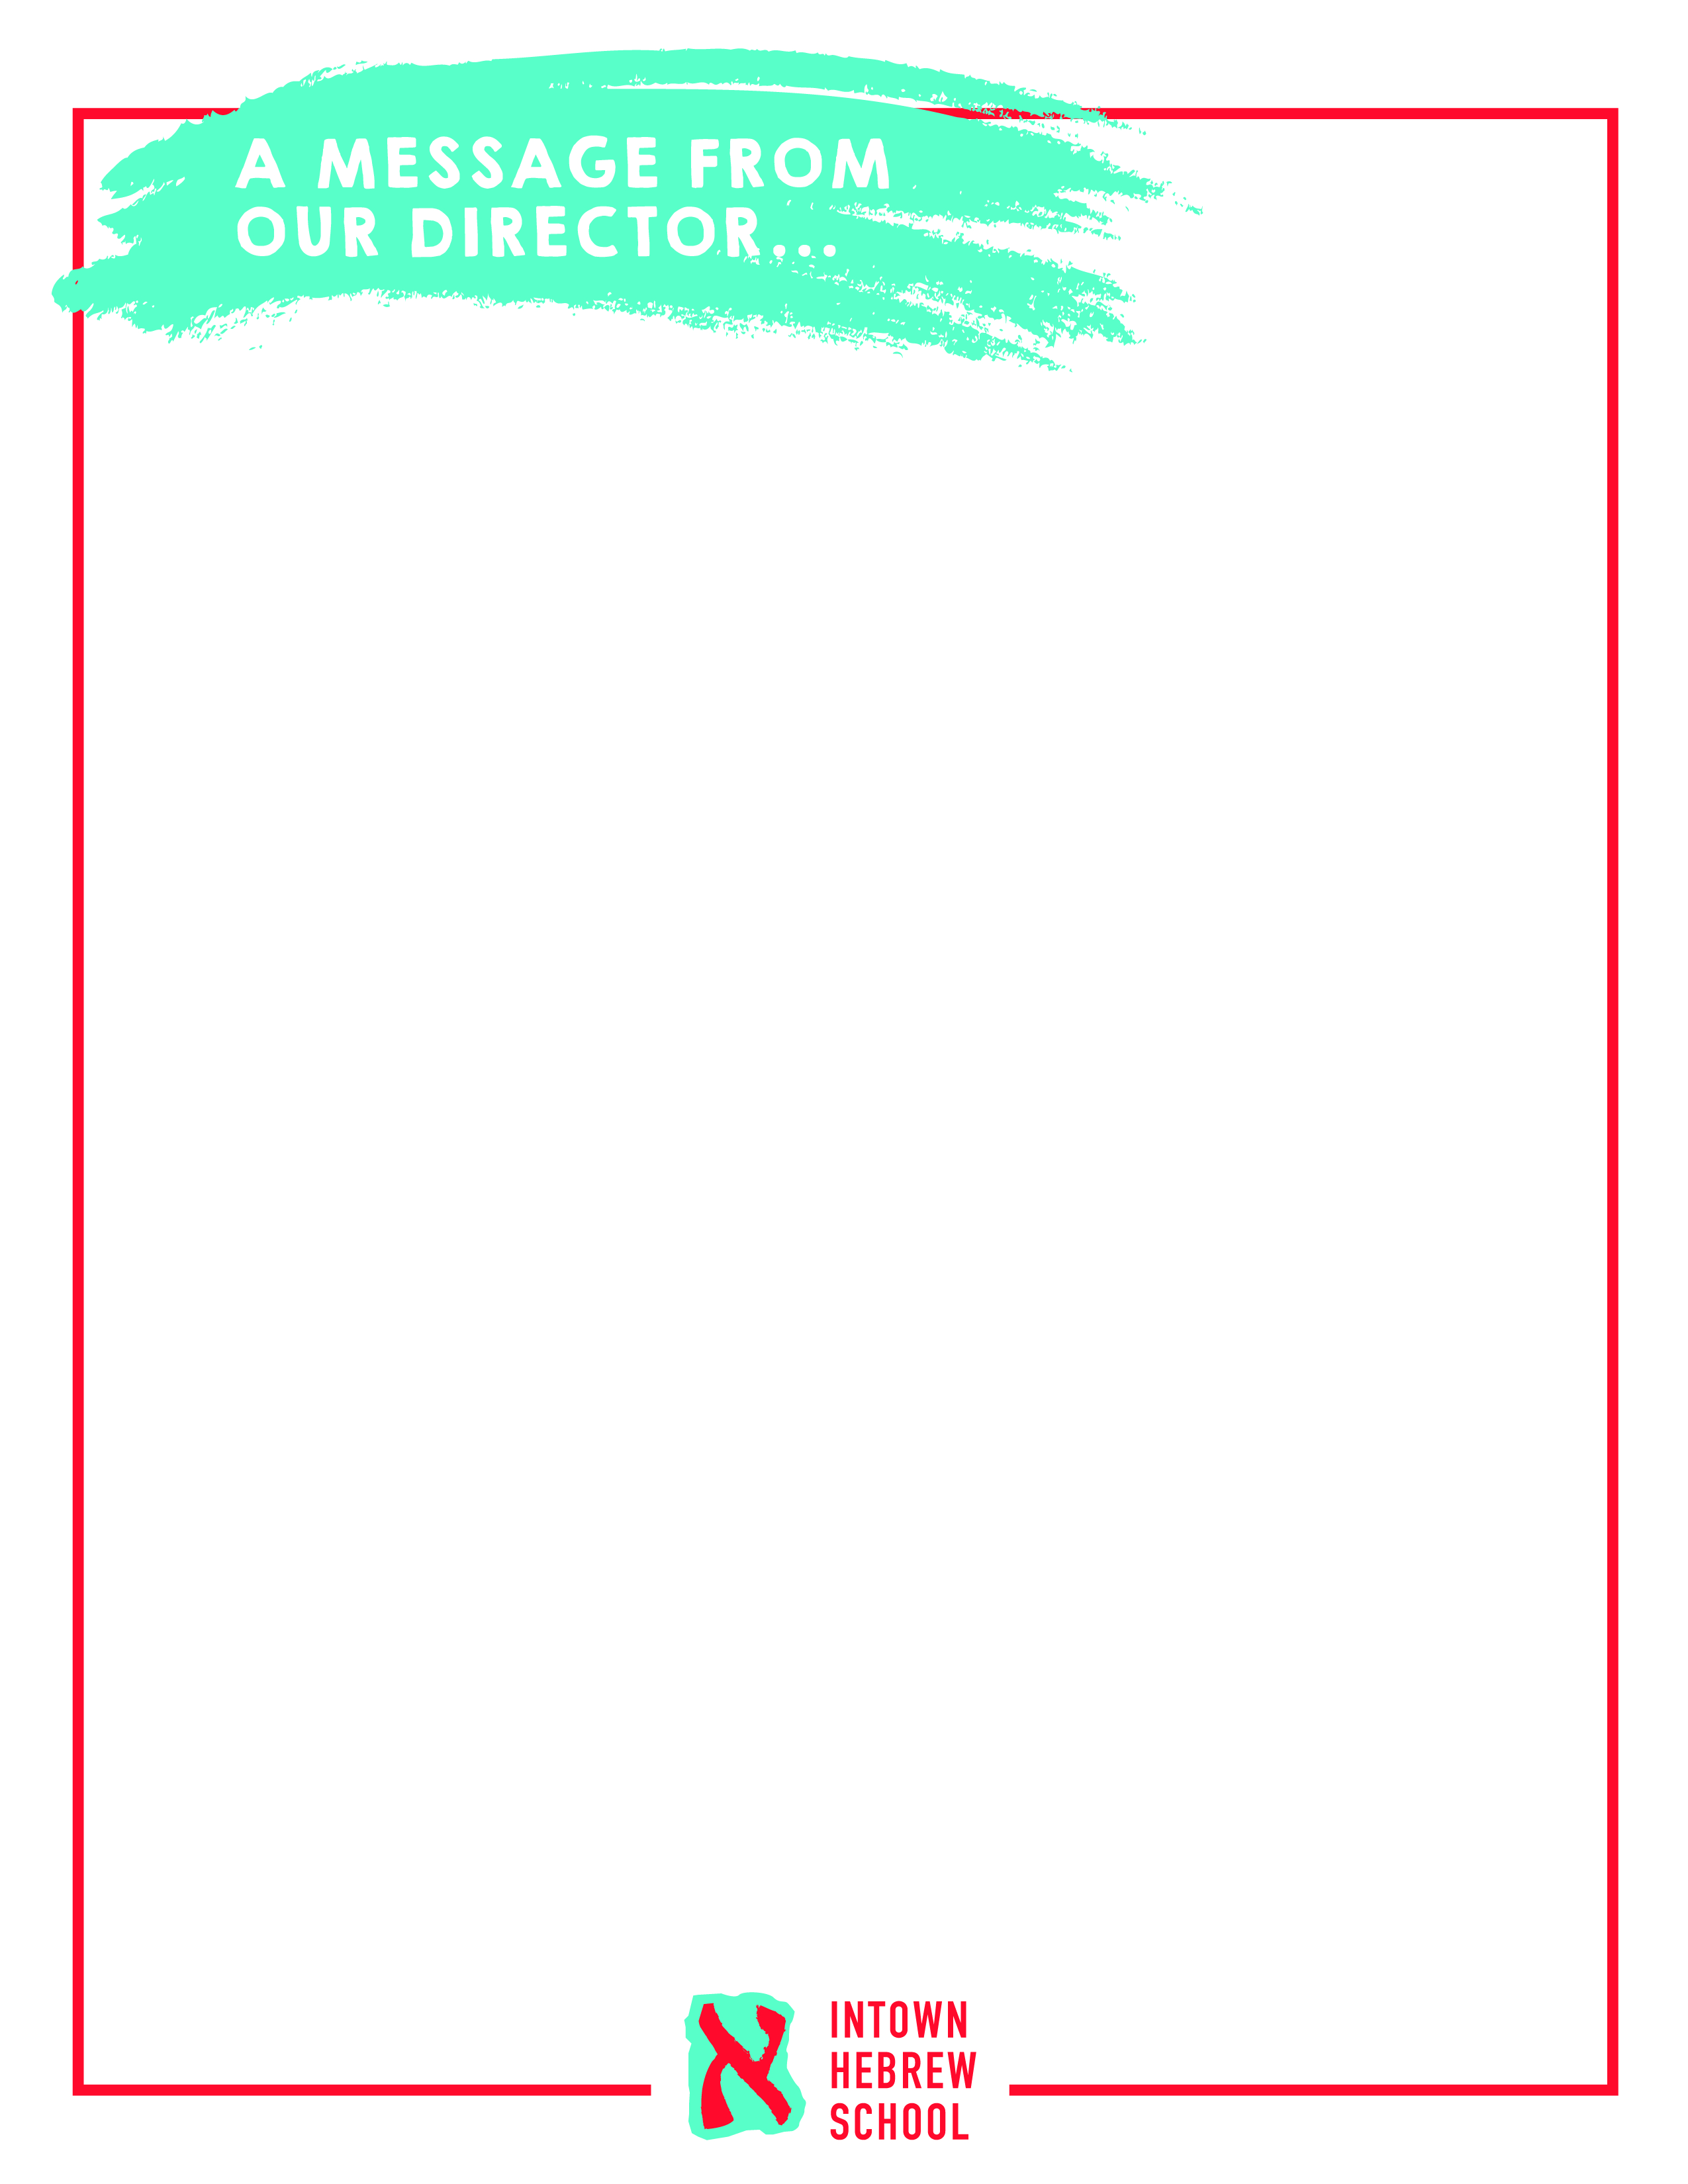 A MESSAGE FROM
OUR DIRECTOR...
א
INTOWN
HEBREW
SCHOOL